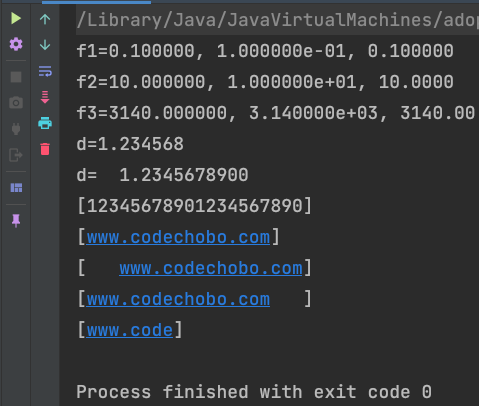 /Library/Java/JavaVirtualMachines/adop
f1=0.100000, 1.000000e-01, 0.100000
f2=10.000000, 1.000000e+01, 10.0000
f3=3140.000000, 3.140000e+03, 3140.00
d=1.234568
d=  1.2345678900
[12345678901234567890]
[www.codechobo.com]
[   www.codechobo.com]
[www.codechobo.com   ]
[www.code]
Process finished with exit code 0